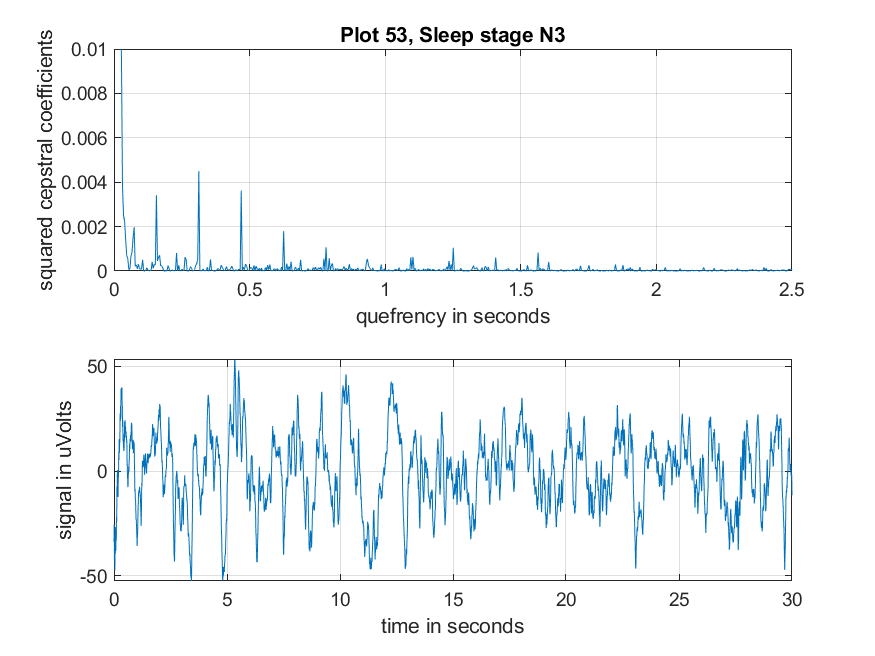 Plot 53, Sleep stage N3
squared cepstral coefficients
0.01
0.008
0.006
0.004
0.002
0
0 0.5 1 1.5 2 2.5
quefrency in seconds
signal in uVolts
50
0
-50
0 5 10 15 20 25 30
time in seconds